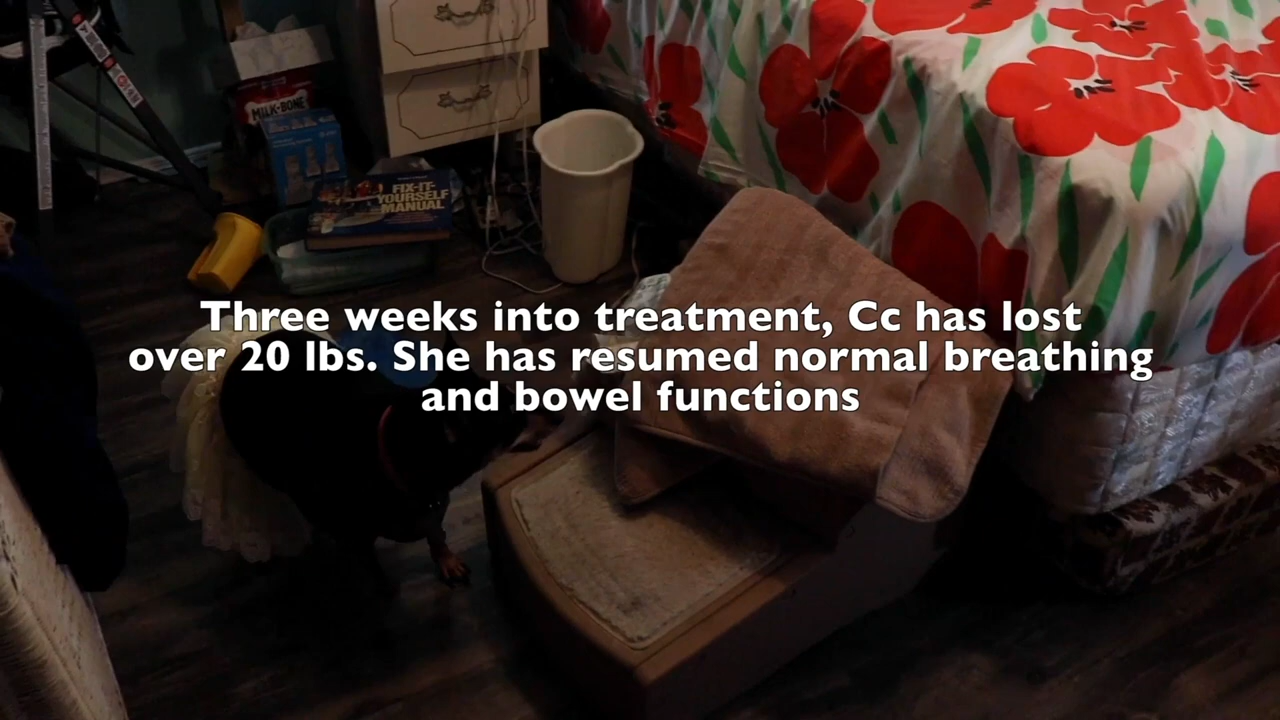 MILK-BONE
FIX-IT-
YOURSELF
MANUAL
Three weeks into treatment, Cc has lost
over 20 lbs. She has resumed normal breathing
and bowel functions